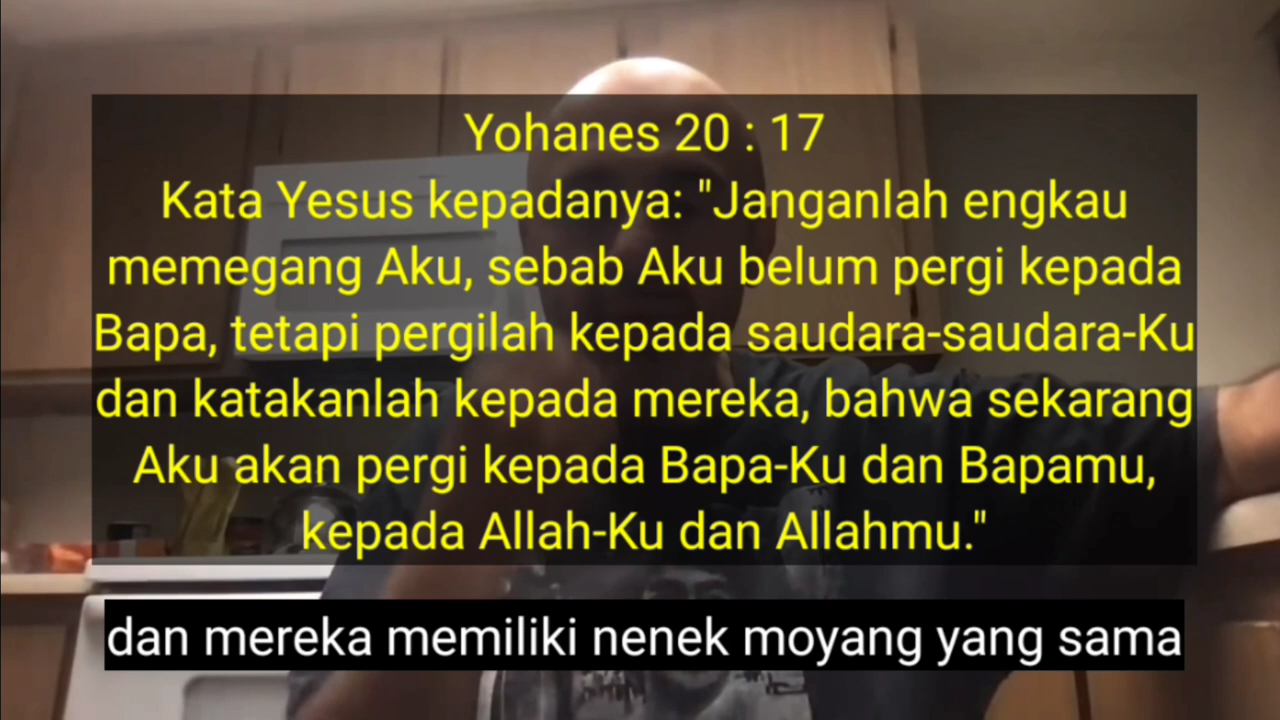 Yohanes 20 : 17
Kata Yesus kepadanya: "Janganlah engkau
memegang Aku, sebab Aku belum pergi kepada
Bapa, tetapi pergilah kepada saudara-saudara-Ku
dan katakanlah kepada mereka, bahwa sekarang
Aku akan pergi kepada Bapa-Ku dan Bapamu,
kepada Allah-Ku dan Allahmu."
dan mereka memiliki nenek moyang yang sama